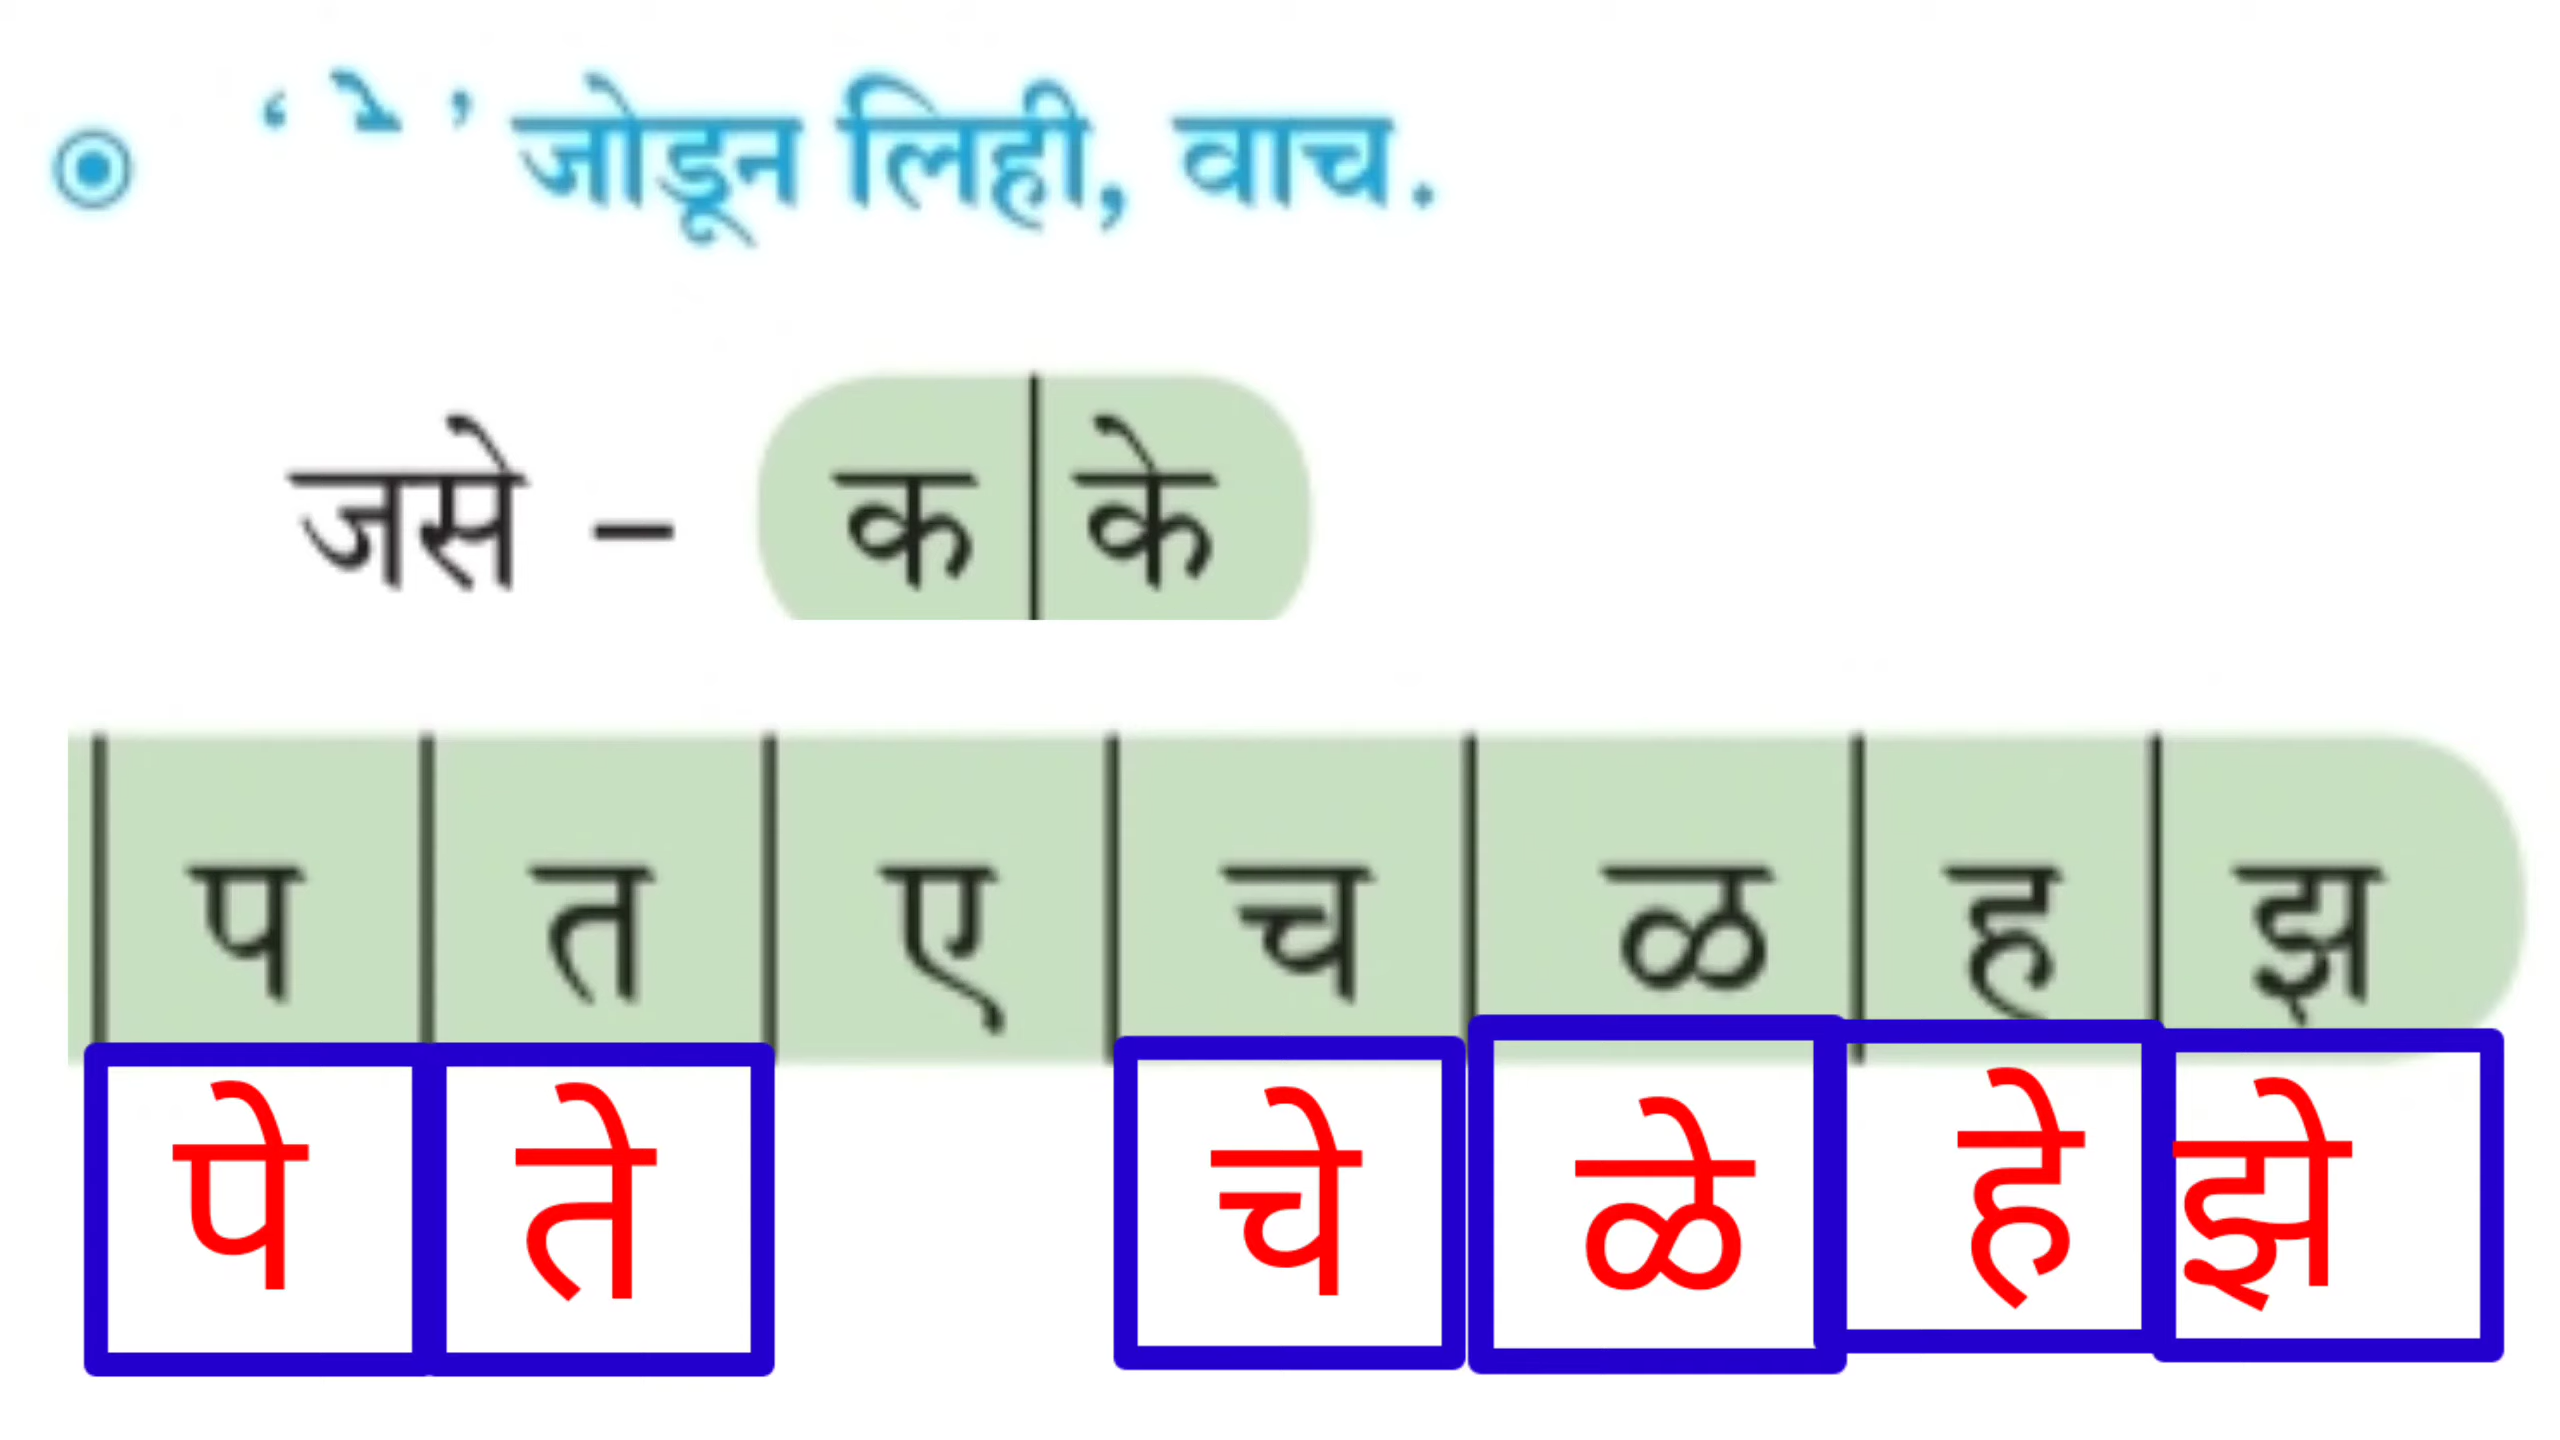 ‘ े ’ जोडून लिही, वाच.
जसे – क के
प त ए च ळ ह झ
पे ते चे ळे हे झे